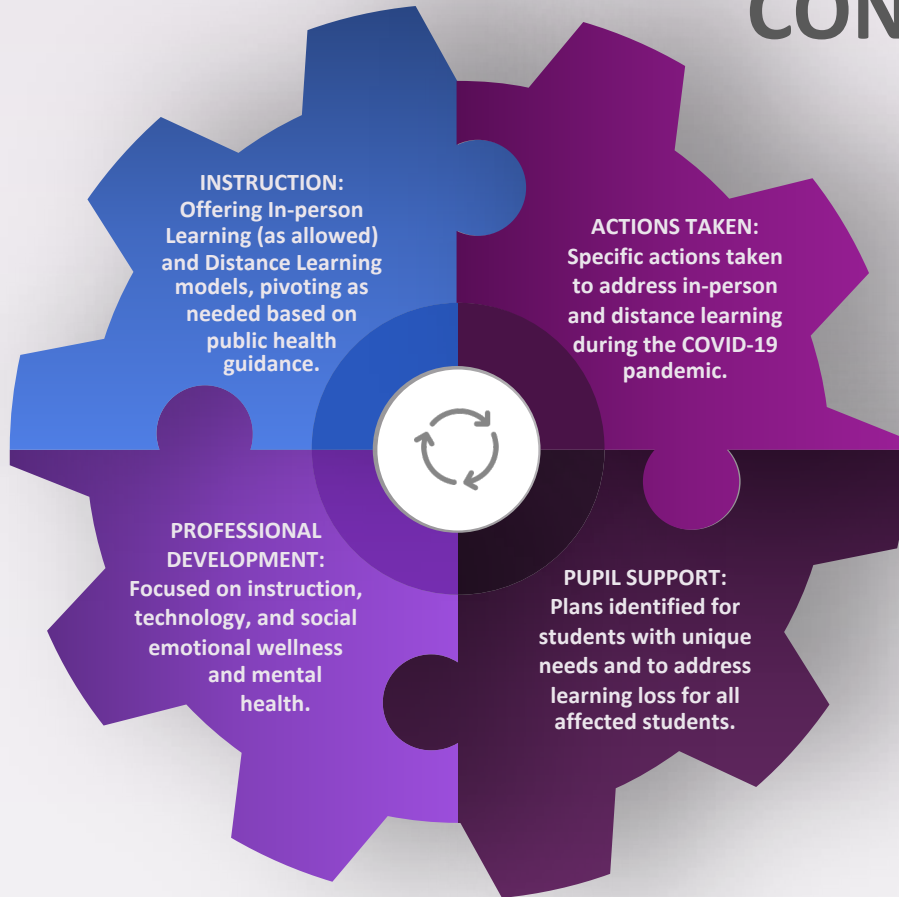 CON
INSTRUCTION:
Offering In-person
Learning (as allowed)
and Distance Learning
models, pivoting as
needed based on
public health
guidance.
ACTIONS TAKEN:
Specific actions taken
to address in-person
and distance learning
during the COVID-19
pandemic.
PROFESSIONAL
DEVELOPMENT:
Focused on instruction,
technology, and social
emotional wellness
and mental
health.
PUPIL SUPPORT:
Plans identified for
students with unique
needs and to address
learning loss for all
affected students.